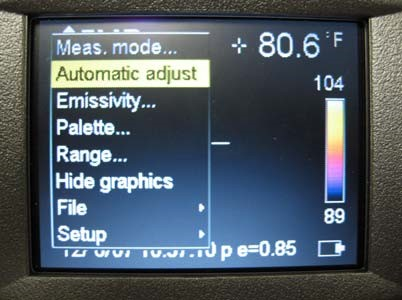 80.6 °F
Meas. mode...
Automatic adjust
Emissivity...
Palette...
Range...
Hide graphics
File
Setup
104
89
p e=0.85